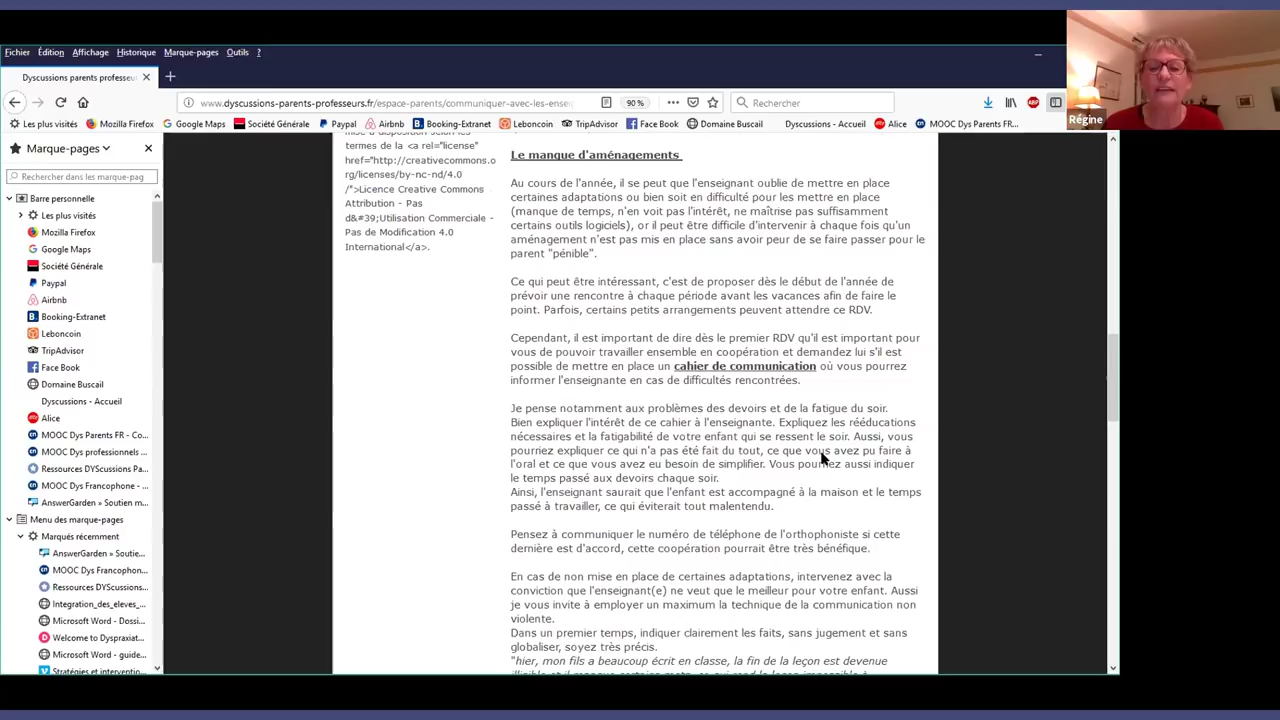 Fichier Édition Affichage Historique Marque-pages Outils ?
Dyscussions parents professeu
www.dyscussions-parents-professeurs.fr/espace-parents/communiquer-avec-les-ense 90 % Rechercher ABP
Les plus visités Mozilla Firefox Google Maps Société Générale Paypal Airbnb Booking-Extranet Leboncoin TripAdvisor Face Book Domaine Buscail Dyscussions - Accueil Alice MOOC Dys Parents FR...
Régine
Marque-pages
Rechercher dans les marque-pag
Barre personnelle
Les plus visités
Mozilla Firefox
Google Maps
Société Générale
Paypal
Airbnb
Booking-Extranet
Leboncoin
TripAdvisor
Face Book
Domaine Buscail
Dyscussions - Accueil
Alice
MOOC Dys Parents FR - Co...
MOOC Dys professionnels ...
Ressources DYScussions Pa...
MOOC Dys Francophone - ...
AnswerGarden » Soutien m...
Menu des marque-pages
Marqués récemment
AnswerGarden » Soutie...
MOOC Dys Francophon...
Ressources DYScussions...
Integration_des_eleves_...
Microsoft Word - Dossi...
Welcome to Dyspraxiat...
Microsoft Word - guide...
Stratégies et interventio...
mise à disposition selon les
termes de la <a rel="license"
href="http://creativecommons.o
rg/licenses/by-nc-nd/4.0
/">Licence Creative Commons
Attribution - Pas
d&#39;Utilisation Commerciale -
Pas de Modification 4.0
International</a>.
Le manque d'aménagements
Au cours de l'année, il se peut que l'enseignant oublie de mettre en place
certaines adaptations ou bien soit en difficulté pour les mettre en place
(manque de temps, n'en voit pas l'intérêt, ne maîtrise pas suffisamment
certains outils logiciels), or il peut être difficile d'intervenir à chaque fois qu'un
aménagement n'est pas mis en place sans avoir peur de se faire passer pour le
parent "pénible".
Ce qui peut être intéressant, c'est de proposer dès le début de l'année de
prévoir une rencontre à chaque période avant les vacances afin de faire le
point. Parfois, certains petits arrangements peuvent attendre ce RDV.
Cependant, il est important de dire dès le premier RDV qu'il est important pour
vous de pouvoir travailler ensemble en coopération et demandez lui s'il est
possible de mettre en place un cahier de communication où vous pourrez
informer l'enseignante en cas de difficultés rencontrées.
Je pense notamment aux problèmes des devoirs et de la fatigue du soir.
Bien expliquer l'intérêt de ce cahier à l'enseignante. Expliquez les rééducations
nécessaires et la fatigabilité de votre enfant qui se ressent le soir. Aussi, vous
pourriez expliquer ce qui n'a pas été fait du tout, ce que vous avez pu faire à
l'oral et ce que vous avez eu besoin de simplifier. Vous pourriez aussi indiquer
le temps passé aux devoirs chaque soir.
Ainsi, l'enseignant saurait que l'enfant est accompagné à la maison et le temps
passé à travailler, ce qui éviterait tout malentendu.
Pensez à communiquer le numéro de téléphone de l'orthophoniste si cette
dernière est d'accord, cette coopération pourrait être très bénéfique.
En cas de non mise en place de certaines adaptations, intervenez avec la
conviction que l'enseignant(e) ne veut que le meilleur pour votre enfant. Aussi
je vous invite à employer un maximum la technique de la communication non
violente.
Dans un premier temps, indiquer clairement les faits, sans jugement et sans
globaliser, soyez très précis.
"hier, mon fils a beaucoup écrit en classe, la fin de la leçon est devenue